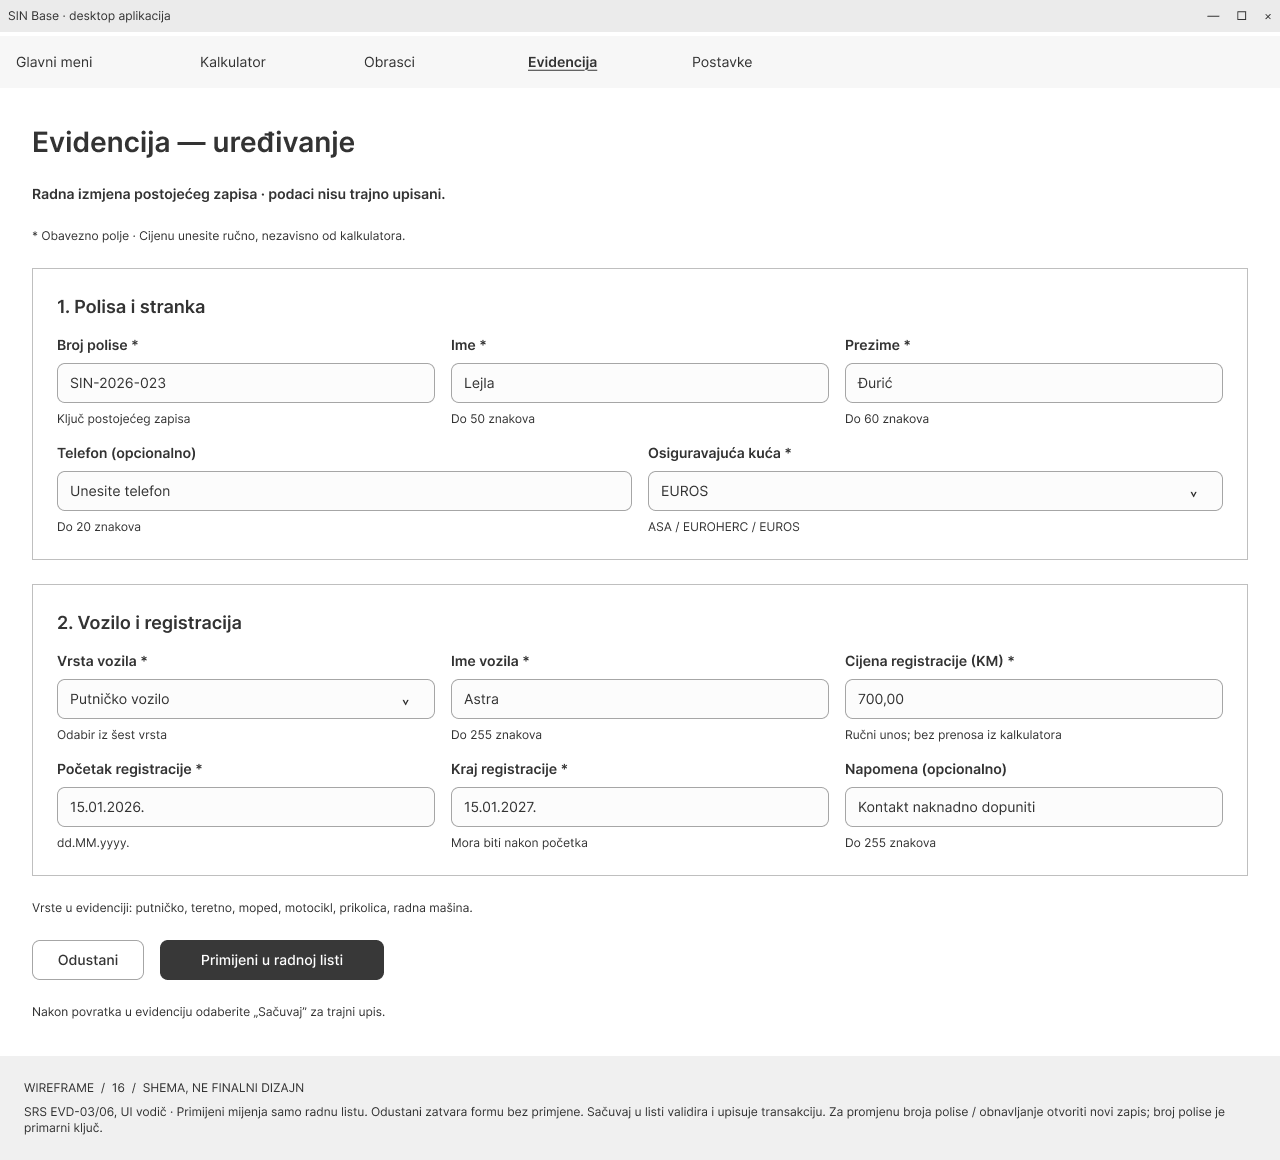 SIN Base · desktop aplikacija
Glavni meni Kalkulator Obrasci Evidencija Postavke
Evidencija — uređivanje
Radna izmjena postojećeg zapisa · podaci nisu trajno upisani.
* Obavezno polje · Cijenu unesite ručno, nezavisno od kalkulatora.
1. Polisa i stranka
Broj polise * Ime * Prezime *
SIN-2026-023 Lejla Đurić
Ključ postojećeg zapisa Do 50 znakova Do 60 znakova
Telefon (opcionalno) Osiguravajuća kuća *
Unesite telefon EUROS
Do 20 znakova ASA / EUROHERC / EUROS
2. Vozilo i registracija
Vrsta vozila * Ime vozila * Cijena registracije (KM) *
Putničko vozilo Astra 700,00
Odabir iz šest vrsta Do 255 znakova Ručni unos; bez prenosa iz kalkulatora
Početak registracije * Kraj registracije * Napomena (opcionalno)
15.01.2026. 15.01.2027. Kontakt naknadno dopuniti
dd.MM.yyyy. Mora biti nakon početka Do 255 znakova
Vrste u evidenciji: putničko, teretno, moped, motocikl, prikolica, radna mašina.
Odustani Primijeni u radnoj listi
Nakon povratka u evidenciju odaberite „Sačuvaj“ za trajni upis.
WIREFRAME / 16 / SHEMA, NE FINALNI DIZAJN
SRS EVD-03/06, UI vodič · Primijeni mijenja samo radnu listu. Odustani zatvara formu bez primjene. Sačuvaj u listi validira i upisuje transakciju. Za promjenu broja polise / obnavljanje otvoriti novi zapis; broj polise je
primarni ključ.